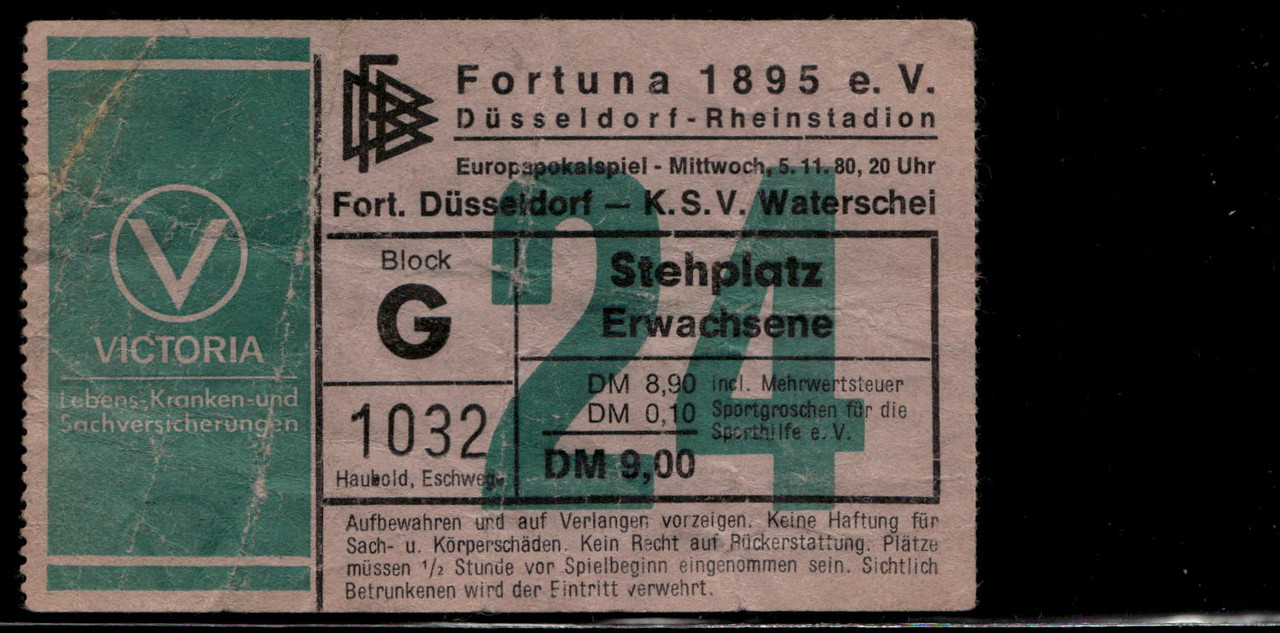 Fortuna 1895 e. V.
Düsseldorf-Rheinstadion
Europapokalspiel - Mittwoch, 5. 11. 80, 20 Uhr
Fort. Düsseldorf — K.S.V. Waterschei
24
Block
G
1032
Haubold, Eschwege
Stehplatz
Erwachsene
DM 8,90 incl. Mehrwertsteuer
DM 0,10 Sportgroschen für die
Sporthilfe e. V.
DM 9,00
Aufbewahren und auf Verlangen vorzeigen. Keine Haftung für
Sach- u. Körperschäden. Kein Recht auf Rückerstattung. Plätze
müssen 1/2 Stunde vor Spielbeginn eingenommen sein. Sichtlich
Betrunkenen wird der Eintritt verwehrt.
V
VICTORIA
Lebens-Kranken-und
Sachversicherungen